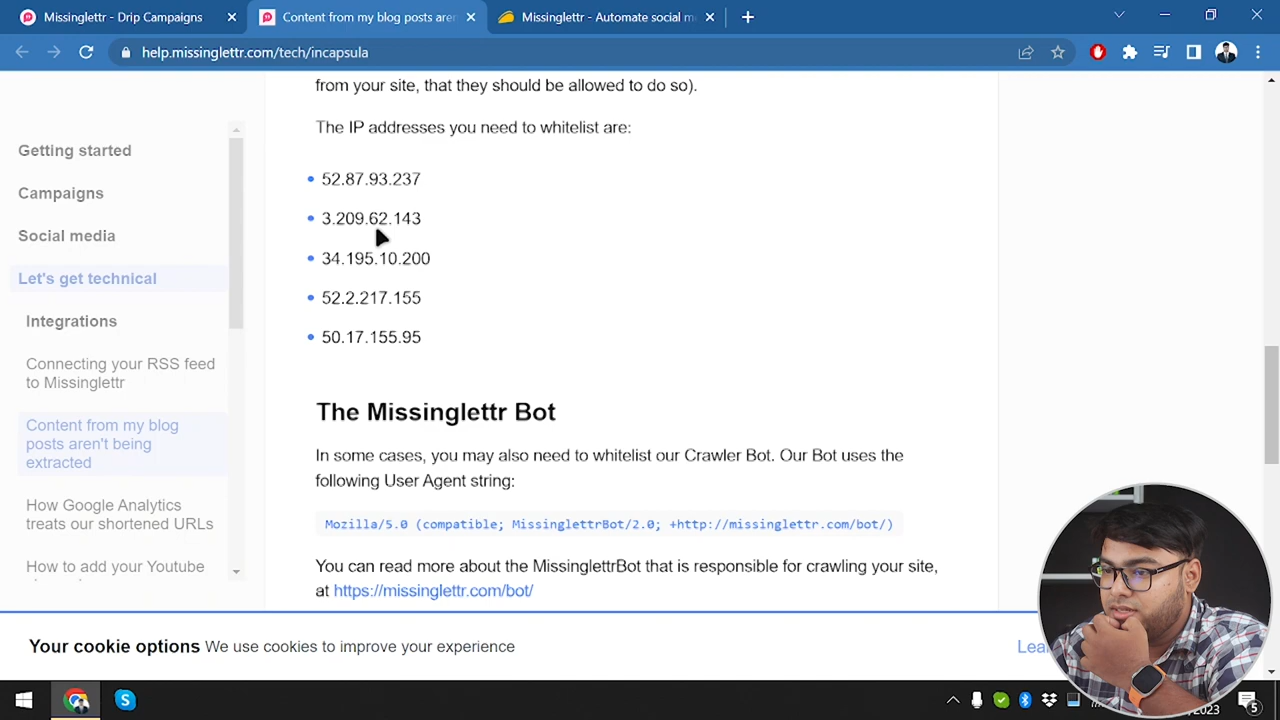 Missinglettr - Drip Campaigns
Content from my blog posts aren
Missinglettr - Automate social m
help.missinglettr.com/tech/incapsula
from your site, that they should be allowed to do so).
The IP addresses you need to whitelist are:
52.87.93.237
3.209.62.143
34.195.10.200
52.2.217.155
50.17.155.95
The Missinglettr Bot
In some cases, you may also need to whitelist our Crawler Bot. Our Bot uses the
following User Agent string:
Mozilla/5.0 (compatible; MissinglettrBot/2.0; +http://missinglettr.com/bot/)
You can read more about the MissinglettrBot that is responsible for crawling your site,
at https://missinglettr.com/bot/
Getting started
Campaigns
Social media
Let's get technical
Integrations
Connecting your RSS feed
to Missinglettr
Content from my blog
posts aren't being
extracted
How Google Analytics
treats our shortened URLs
How to add your Youtube
Your cookie options We use cookies to improve your experience
5